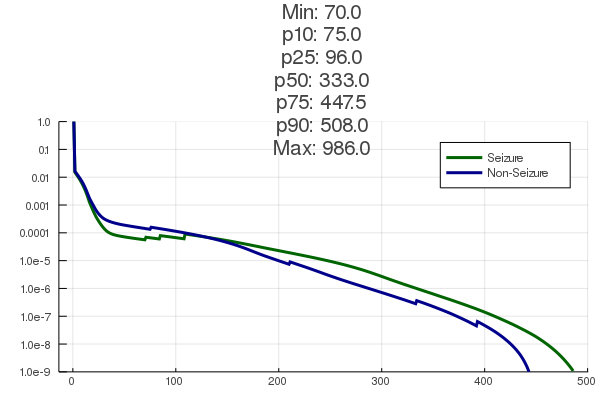 Min: 70.0
p10: 75.0
p25: 96.0
p50: 333.0
p75: 447.5
p90: 508.0
Max: 986.0
1.0
0.1
0.01
0.001
0.0001
1.0e-5
1.0e-6
1.0e-7
1.0e-8
1.0e-9
Seizure
Non-Seizure
0 100 200 300 400 500